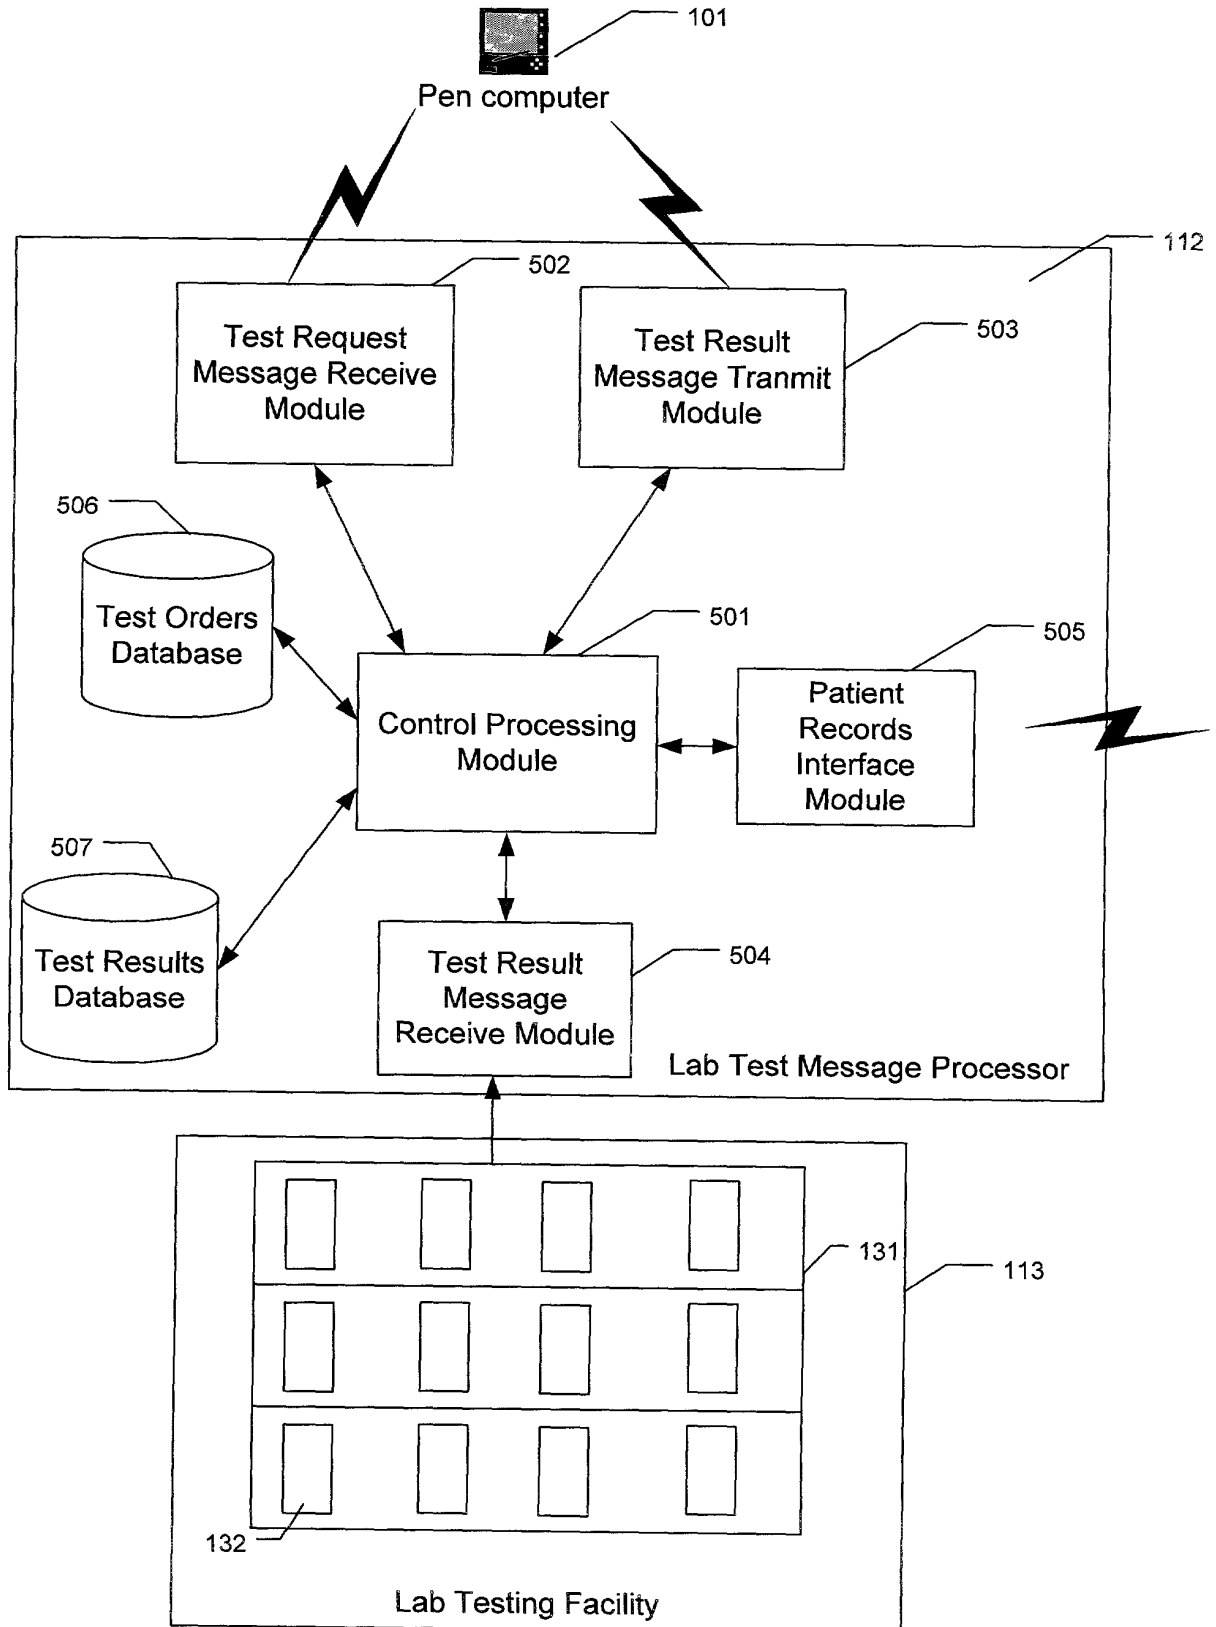 101
Pen computer
112
502
Test Request
Message Receive
Module
503
Test Result
Message Tranmit
Module
506
Test Orders
Database
501
Control Processing
Module
505
Patient
Records
Interface
Module
507
Test Results
Database
504
Test Result
Message
Receive Module
Lab Test Message Processor
131
113
132
Lab Testing Facility